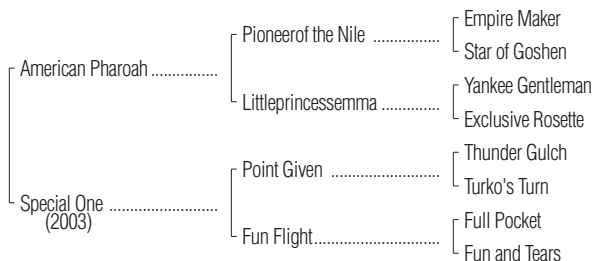 Empire Maker
Pioneerof the Nile ................
Star of Goshen
American Pharoah ................
Yankee Gentleman
Littleprincessemma ..............
Exclusive Rosette
Thunder Gulch
Point Given ..........................
Turko's Turn
Special One ..........................
(2003)
Full Pocket
Fun Flight..............................
Fun and Tears